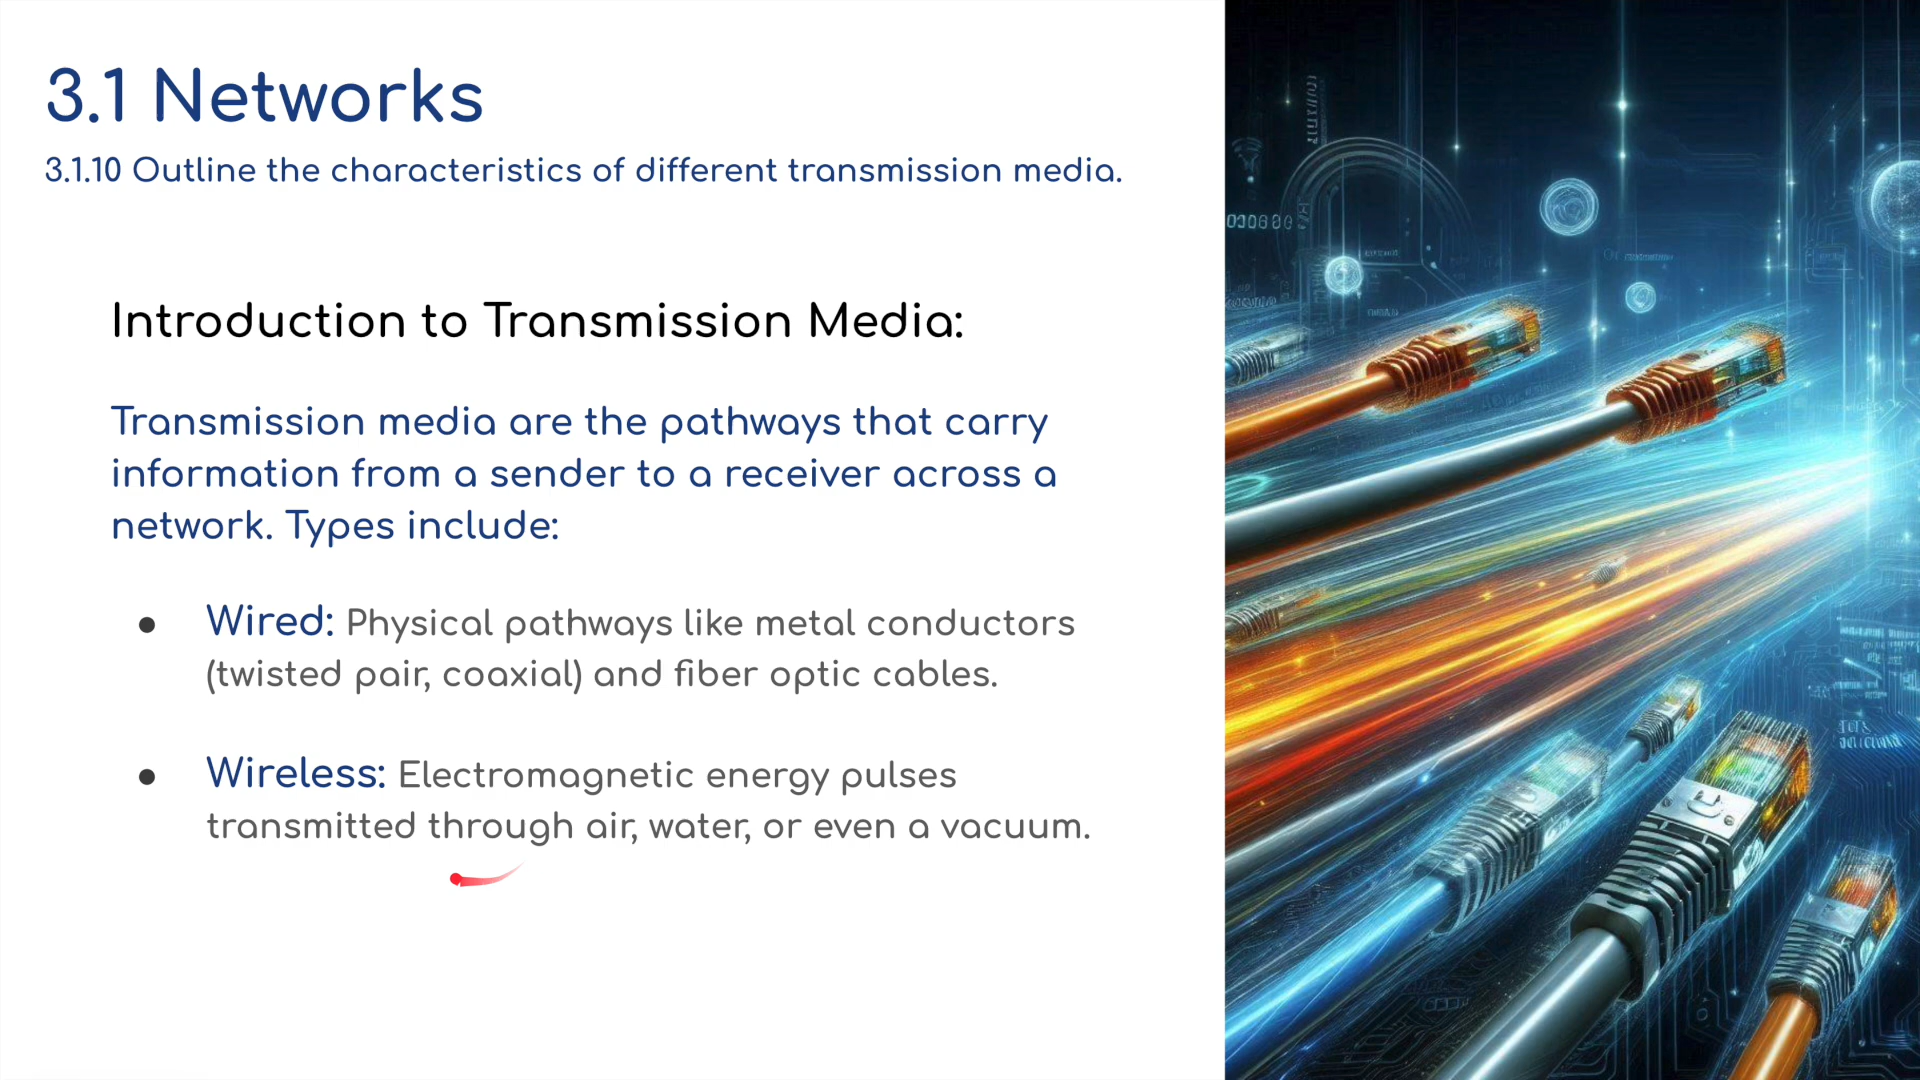 3.1 Networks
3.1.10 Outline the characteristics of different transmission media.
Introduction to Transmission Media:
Transmission media are the pathways that carry
information from a sender to a receiver across a
network. Types include:
● Wired: Physical pathways like metal conductors
(twisted pair, coaxial) and fiber optic cables.
● Wireless: Electromagnetic energy pulses
transmitted through air, water, or even a vacuum.